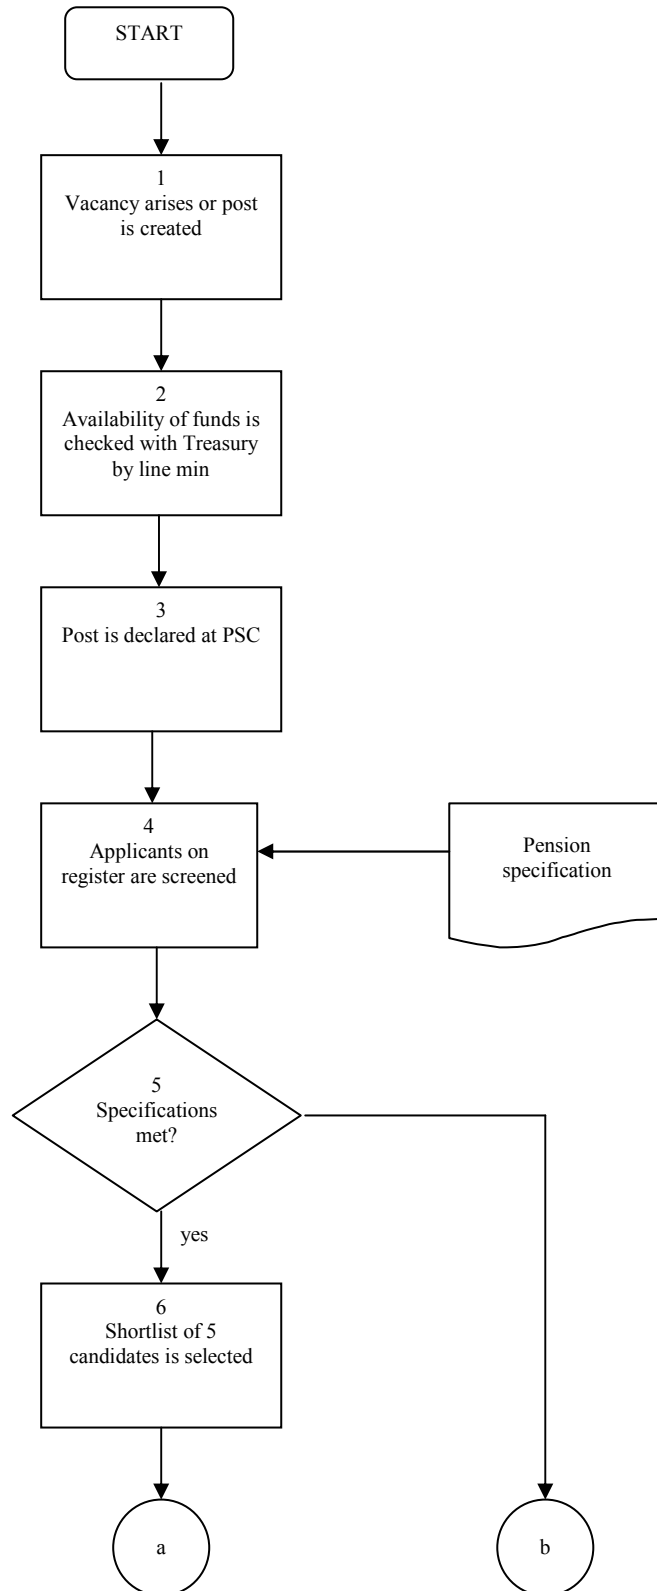 START
1
Vacancy arises or post
is created
2
Availability of funds is
checked with Treasury
by line min
3
Post is declared at PSC
4
Applicants on
register are screened
Pension
specification
5
Specifications
met?
yes
6
Shortlist of 5
candidates is selected
a
b